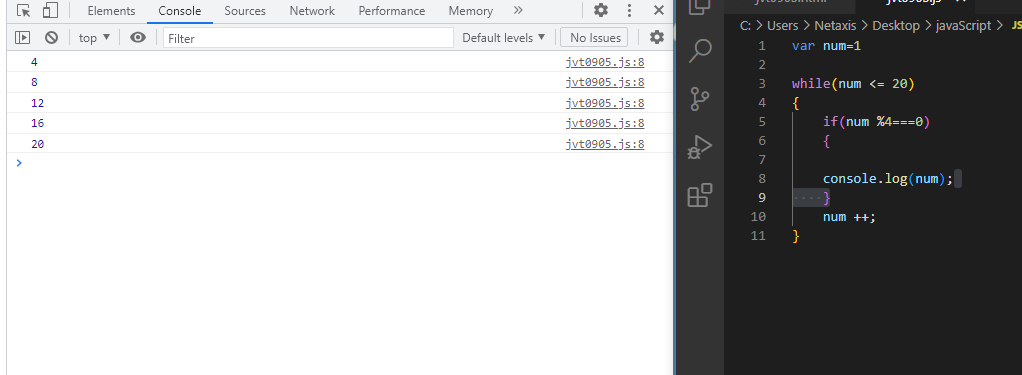 Elements Console Sources Network Performance Memory »
top ▼ Filter Default levels ▼ No Issues
4 jvt0905.js:8
8 jvt0905.js:8
12 jvt0905.js:8
16 jvt0905.js:8
20 jvt0905.js:8
>
C: > Users > Netaxis > Desktop > javaScript > JS
1 var num=1
2
3 while(num <= 20)
4 {
5 if(num %4===0)
6 {
7
8 console.log(num);
9 }
10 num ++;
11 }